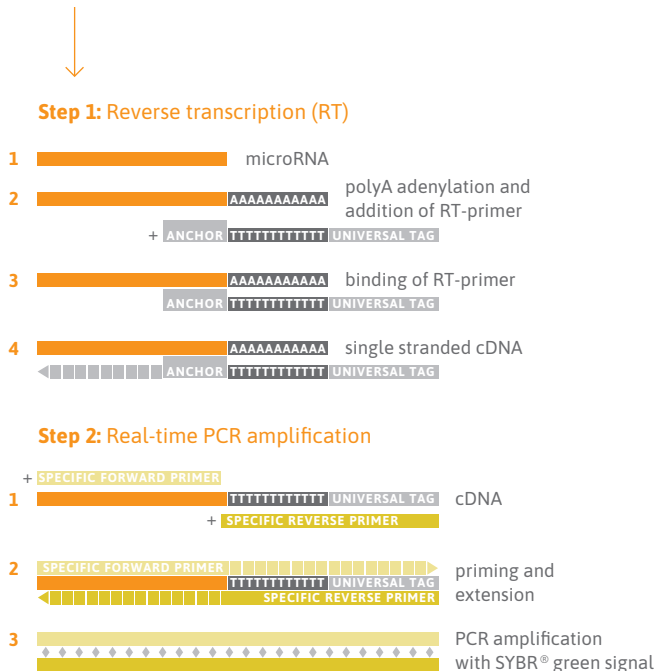 Step 1: Reverse transcription (RT)
1 microRNA
2 AAAAAAAAAAA polyA adenylation and
addition of RT-primer
+ ANCHOR TTTTTTTTTTTT UNIVERSAL TAG
3 AAAAAAAAAAA binding of RT-primer
ANCHOR TTTTTTTTTTTT UNIVERSAL TAG
4 AAAAAAAAAAA single stranded cDNA
ANCHOR TTTTTTTTTTTT UNIVERSAL TAG
Step 2: Real-time PCR amplification
+ SPECIFIC FORWARD PRIMER
1 TTTTTTTTTTTT UNIVERSAL TAG cDNA
+ SPECIFIC REVERSE PRIMER
2 SPECIFIC FORWARD PRIMER
TTTTTTTTTTTT UNIVERSAL TAG priming and
SPECIFIC REVERSE PRIMER extension
3 PCR amplification
with SYBR® green signal